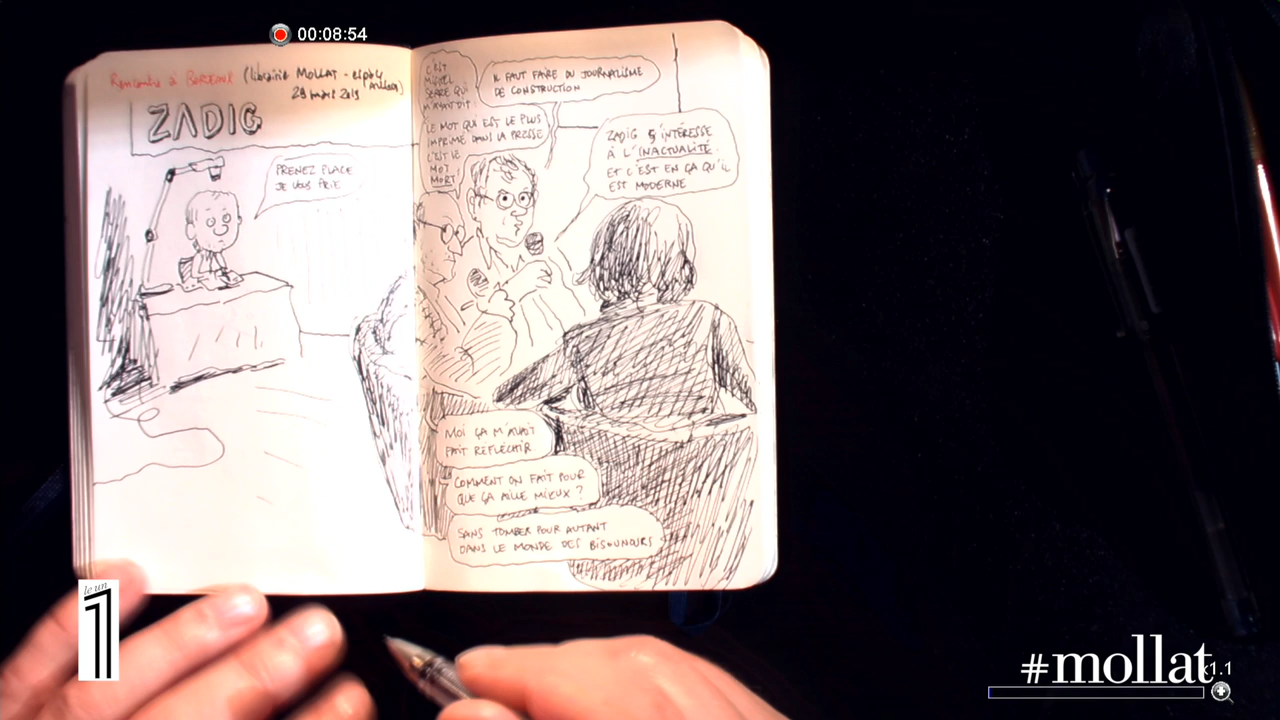 00:08:54
Rencontre à Bordeaux (librairie MOLLAT - espace
29 mars 2019
ZADIG
PRENEZ PLACE
JE VOUS PRIE
C'EST
MICHEL
SERRE QUI
M'AVAIT DIT :
IL FAUT FAIRE DU JOURNALISME
DE CONSTRUCTION
LE MOT QUI EST LE PLUS
IMPRIMÉ DANS LA PRESSE
C'EST LE
MOT
MORT
ZADIG S'INTÉRESSE
À L'INACTUALITÉ
ET C'EST EN ÇA QU'IL
EST MODERNE
MOI ÇA M'AVAIT
FAIT REFLECHIR
COMMENT ON FAIT POUR
QUE ÇA AILLE MIEUX ?
SANS TOMBER POUR AUTANT
DANS LE MONDE DES BISOUNOURS
le un
1
#mollat
x1.1